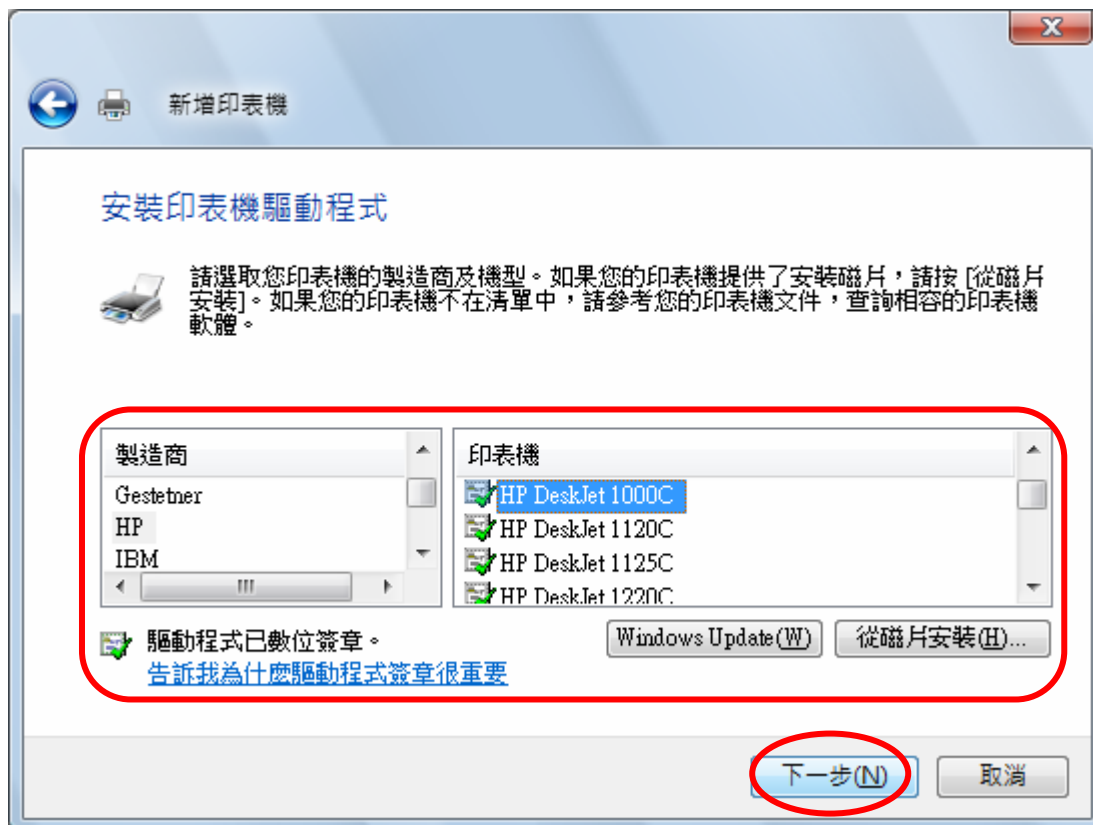 新增印表機
安裝印表機驅動程式
請選取您印表機的製造商及機型。如果您的印表機提供了安裝磁片，請按 [從磁片
安裝]。如果您的印表機不在清單中，請參考您的印表機文件，查詢相容的印表機
軟體。
製造商
Gestetner
HP
IBM
印表機
HP DeskJet 1000C
HP DeskJet 1120C
HP DeskJet 1125C
HP DeskJet 1220C
驅動程式已數位簽章。
告訴我為什麼驅動程式簽章很重要
Windows Update(W)
從磁片安裝(H)...
下一步(N)
取消